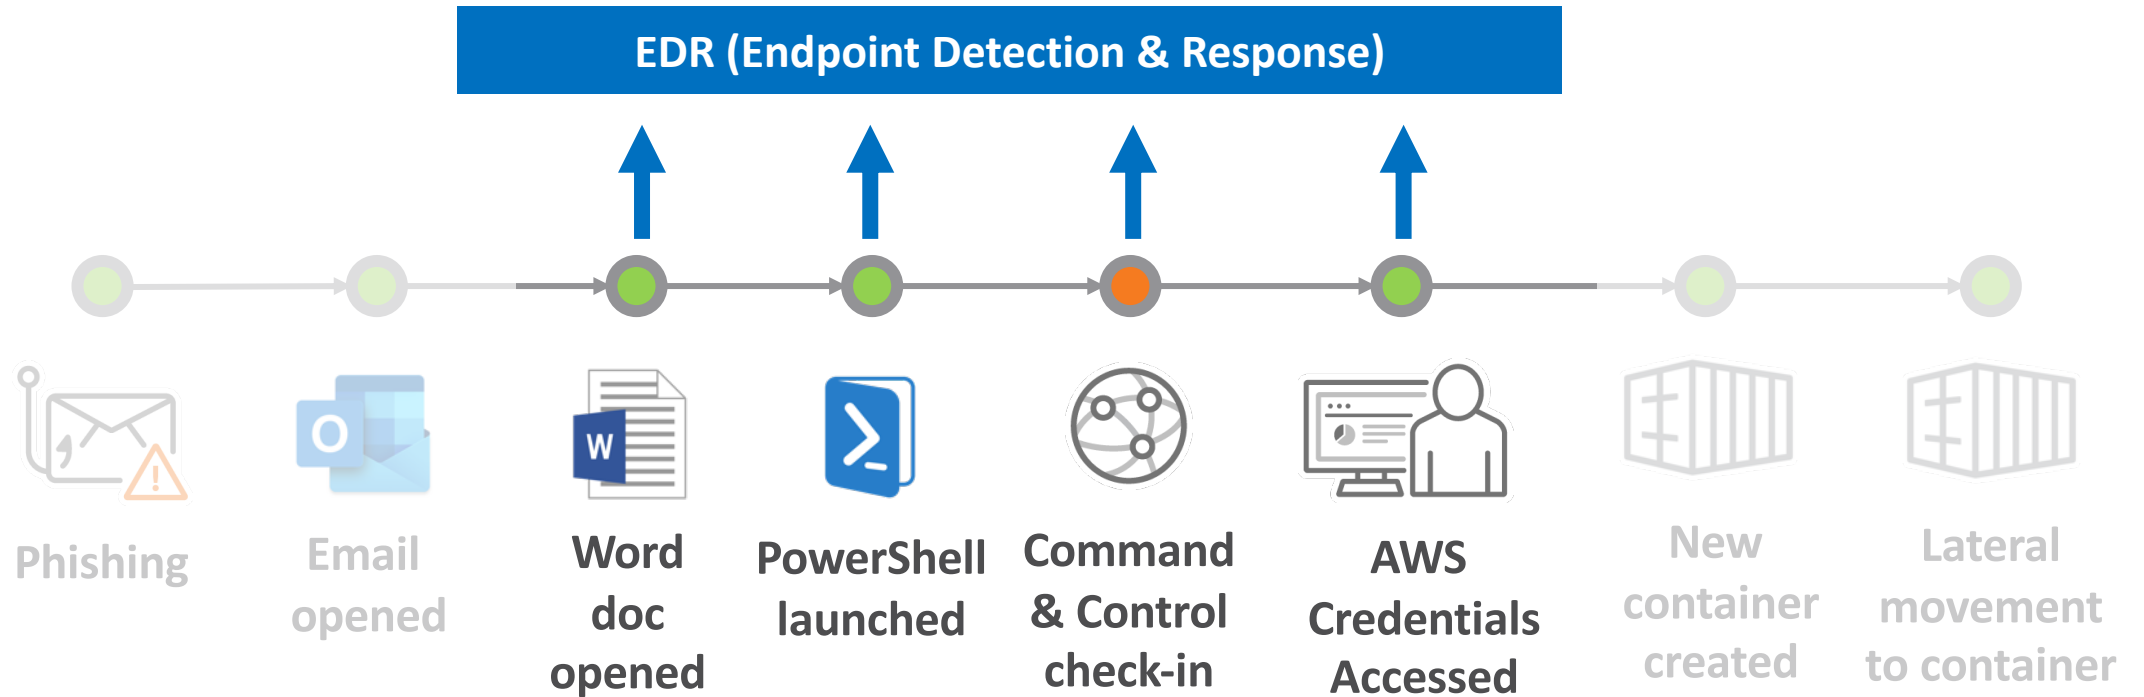 EDR (Endpoint Detection & Response)
O
W
Phishing
Email
opened
Word
doc
opened
PowerShell
launched
Command
& Control
check-in
AWS
Credentials
Accessed
New
container
created
Lateral
movement
to container